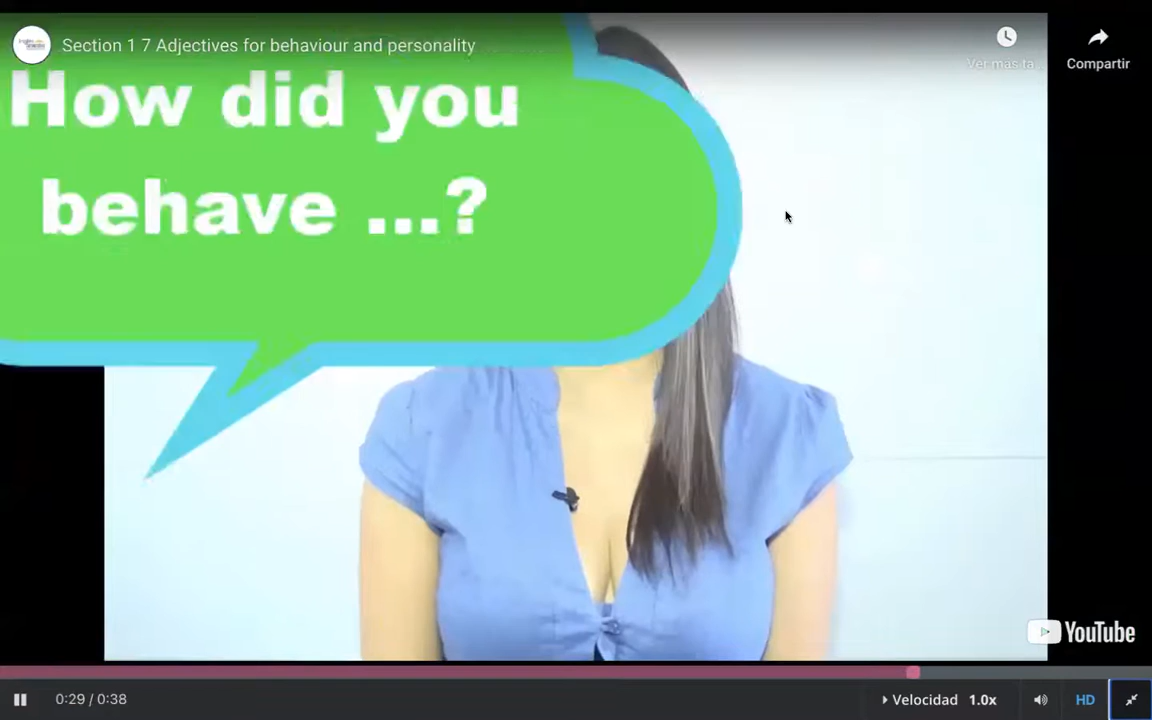 Section 1 7 Adjectives for behaviour and personality
Compartir
How did you
behave ...?
YouTube
0:29 / 0:38
Velocidad 1.0x
HD